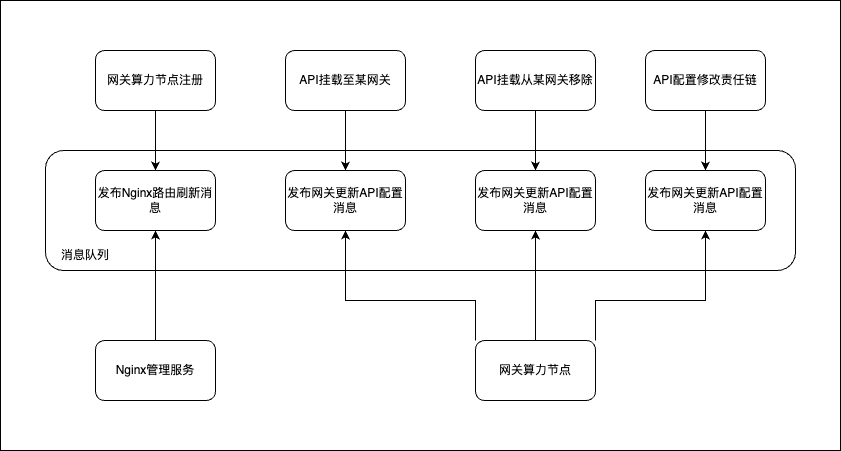 网关算力节点注册
API挂载至某网关
API挂载从某网关移除
API配置修改责任链
发布Nginx路由刷新消
息
发布网关更新API配置
消息
发布网关更新API配置
消息
发布网关更新API配置
消息
消息队列
Nginx管理服务
网关算力节点